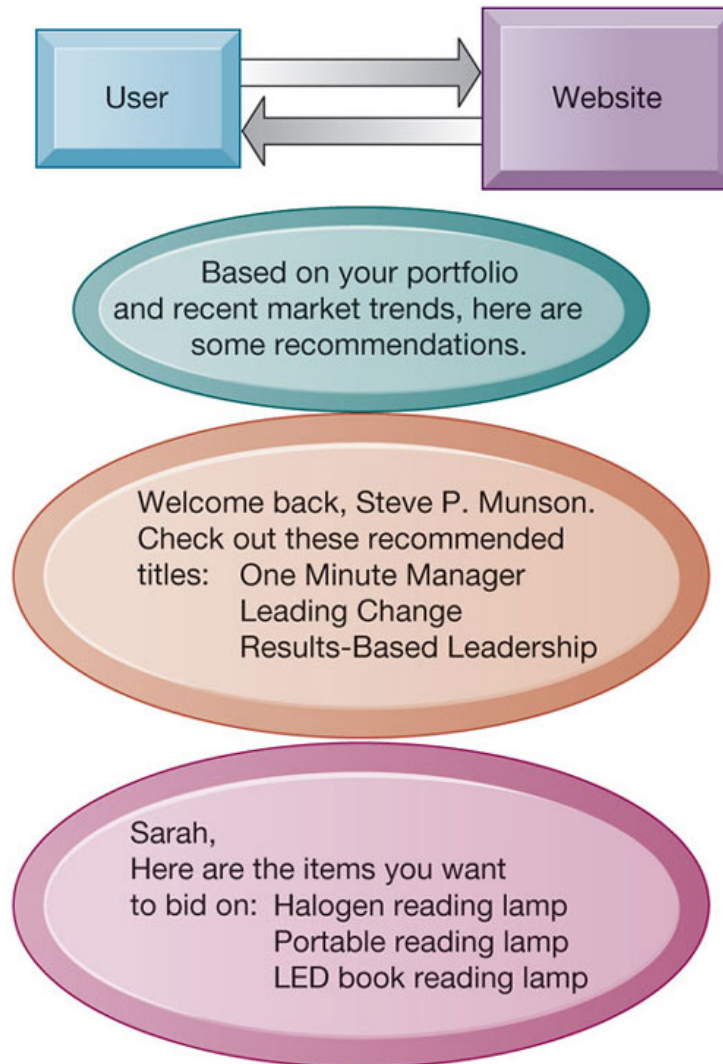 User
Website
Based on your portfolio
and recent market trends, here are
some recommendations.
Welcome back, Steve P. Munson.
Check out these recommended
titles: One Minute Manager
Leading Change
Results-Based Leadership
Sarah,
Here are the items you want
to bid on: Halogen reading lamp
Portable reading lamp
LED book reading lamp